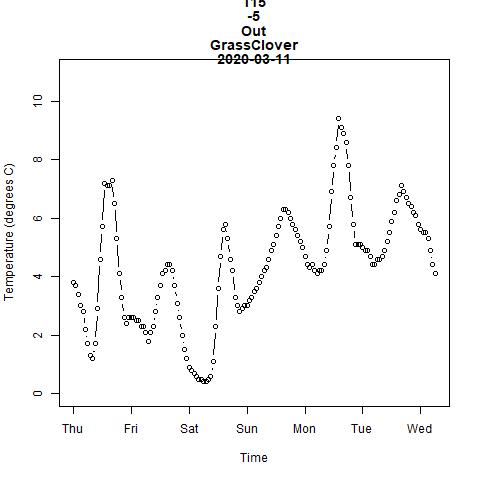 T15
-5
Out
GrassClover
2020-03-11
Temperature (degrees C)
10
8
6
4
2
0
Thu Fri Sat Sun Mon Tue Wed
Time